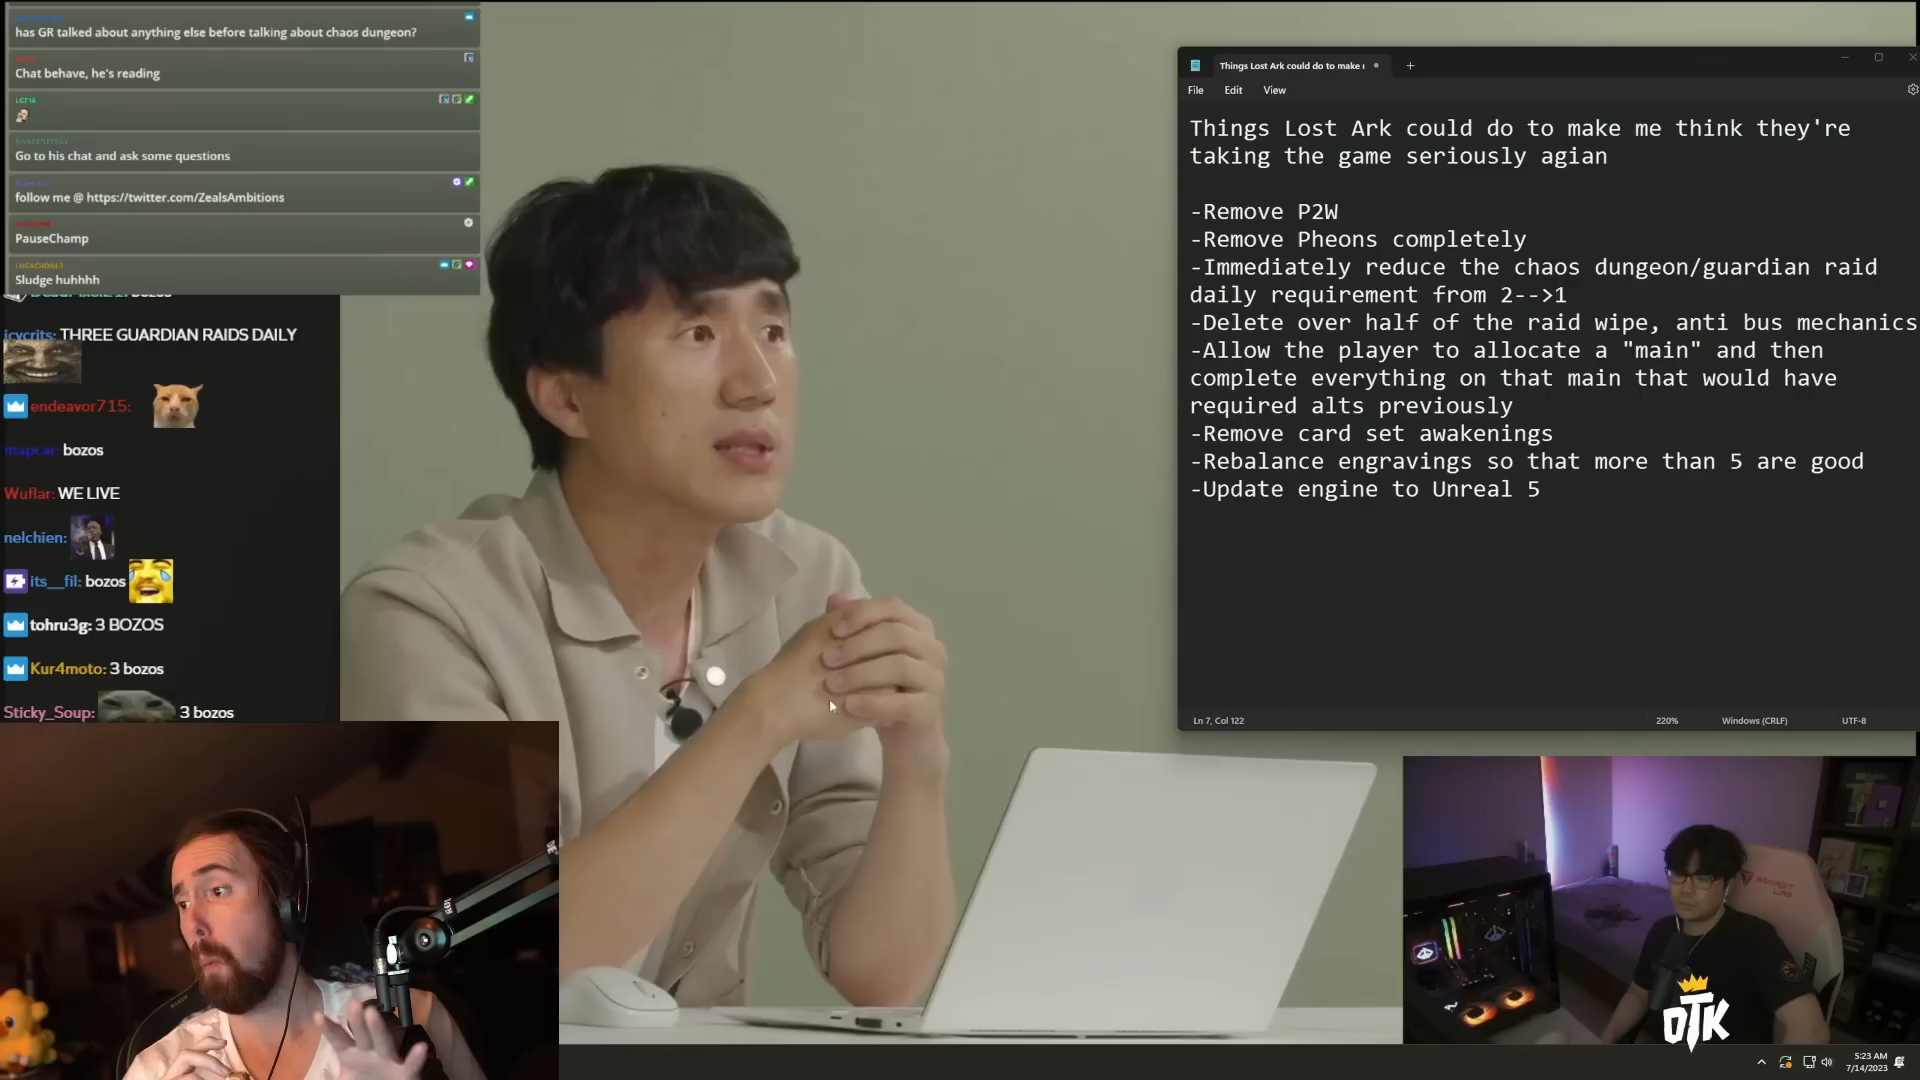 has GR talked about anything else before talking about chaos dungeon?
Chat behave, he's reading
LGT16
Go to his chat and ask some questions
follow me @ https://twitter.com/ZealsAmbitions
PauseChamp
Sludge huhhhh
bozos
icycrits: THREE GUARDIAN RAIDS DAILY
endeavor715:
mapcar: bozos
Wuflar: WE LIVE
nelchien:
its__fil: bozos
tohru3g: 3 BOZOS
Kur4moto: 3 bozos
Sticky_Soup: 3 bozos
Things Lost Ark could do to make
File Edit View
Things Lost Ark could do to make me think they're
taking the game seriously agian
-Remove P2W
-Remove Pheons completely
-Immediately reduce the chaos dungeon/guardian raid
daily requirement from 2-->1
-Delete over half of the raid wipe, anti bus mechanics
-Allow the player to allocate a "main" and then
complete everything on that main that would have
required alts previously
-Remove card set awakenings
-Rebalance engravings so that more than 5 are good
-Update engine to Unreal 5
Ln 7, Col 122
220%
Windows (CRLF)
UTF-8
SECRET
LAB
OTK
5:23 AM
7/14/2023